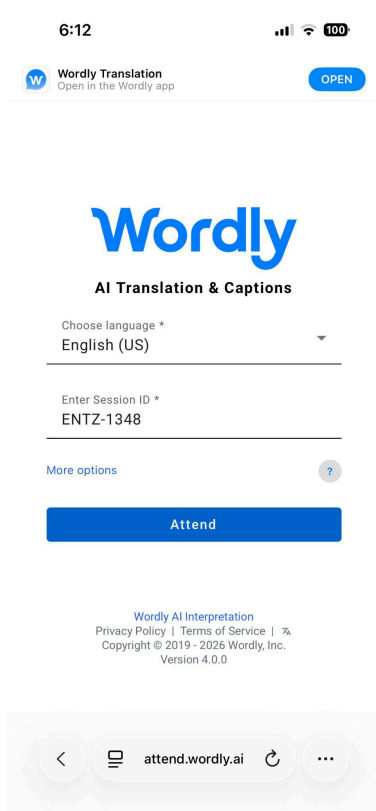 6:12
100
Wordly Translation
Open in the Wordly app
OPEN
Wordly
AI Translation & Captions
Choose language *
English (US)
Enter Session ID *
ENTZ-1348
More options
?
Attend
Wordly AI Interpretation
Privacy Policy | Terms of Service |
Copyright © 2019 - 2026 Wordly, Inc.
Version 4.0.0
attend.wordly.ai